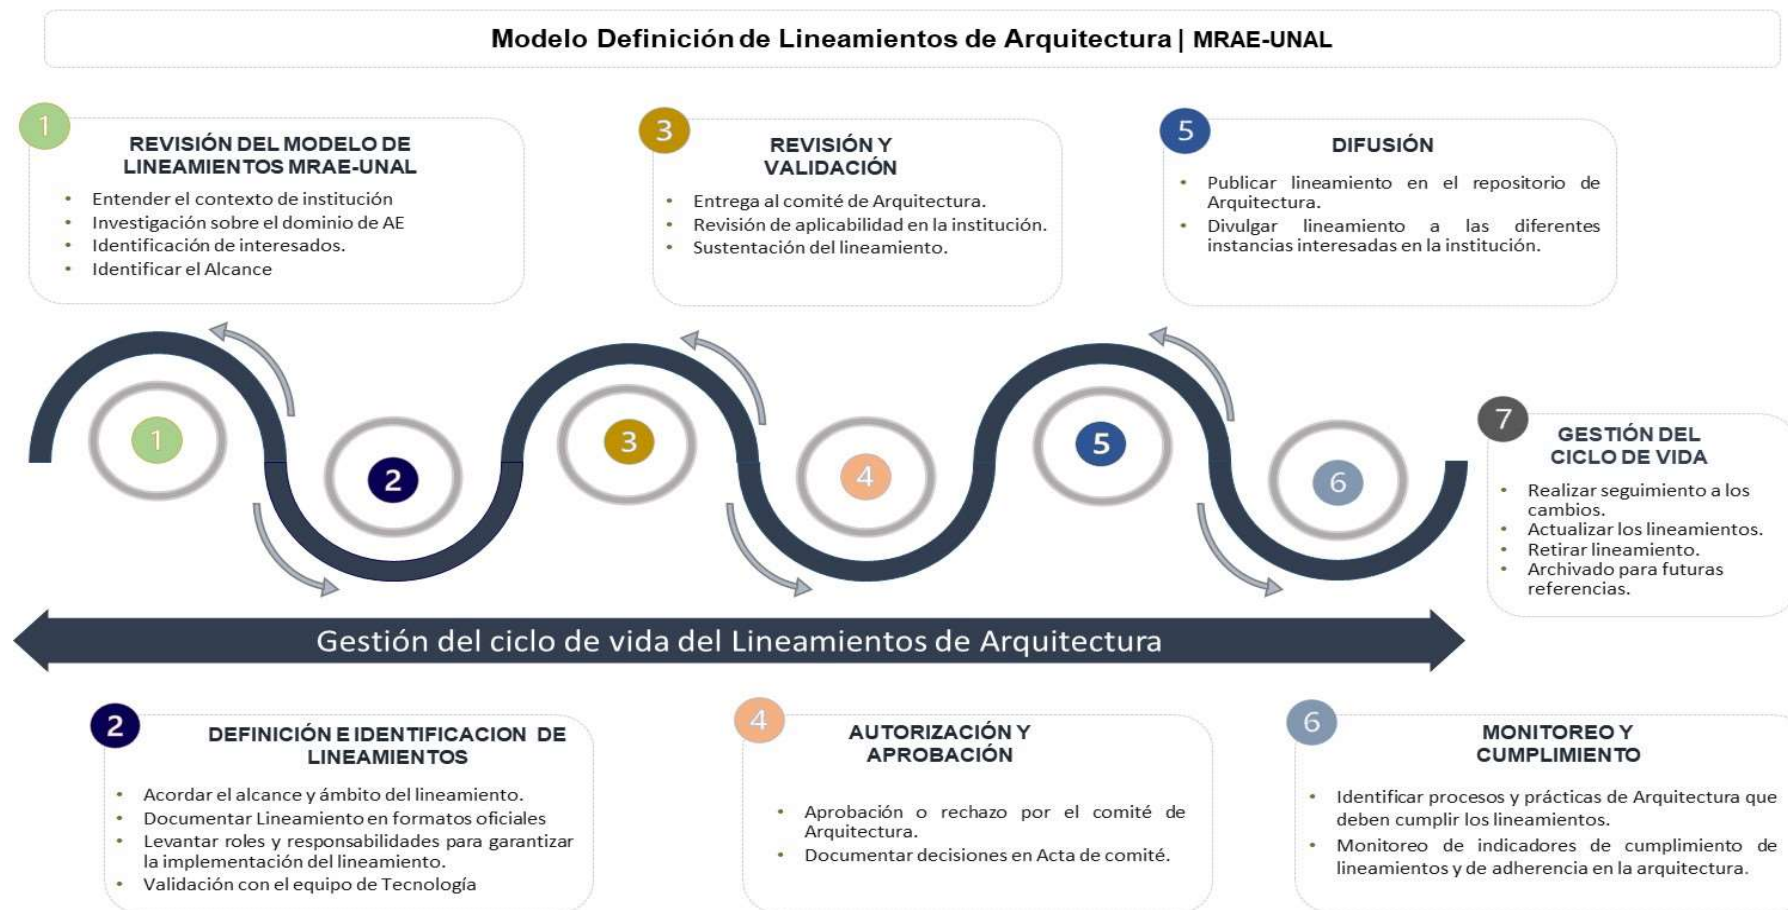 Modelo Definición de Lineamientos de Arquitectura | MRAE-UNAL
1
REVISIÓN DEL MODELO DE
LINEAMIENTOS MRAE-UNAL
• Entender el contexto de institución
• Investigación sobre el dominio de AE
• Identificación de interesados.
• Identificar el Alcance
3
REVISIÓN Y
VALIDACIÓN
• Entrega al comité de Arquitectura.
• Revisión de aplicabilidad en la institución.
• Sustentación del lineamiento.
5
DIFUSIÓN
• Publicar lineamiento en el repositorio de
Arquitectura.
• Divulgar lineamiento a las diferentes
instancias interesadas en la institución.
1
2
3
4
5
6
7
GESTIÓN DEL
CICLO DE VIDA
• Realizar seguimiento a los
cambios.
• Actualizar los lineamientos.
• Retirar lineamiento.
• Archivado para futuras
referencias.
Gestión del ciclo de vida del Lineamientos de Arquitectura
2
DEFINICIÓN E IDENTIFICACION DE
LINEAMIENTOS
• Acordar el alcance y ámbito del lineamiento.
• Documentar Lineamiento en formatos oficiales
• Levantar roles y responsabilidades para garantizar
la implementación del lineamiento.
• Validación con el equipo de Tecnología
4
AUTORIZACIÓN Y
APROBACIÓN
• Aprobación o rechazo por el comité de
Arquitectura.
• Documentar decisiones en Acta de comité.
6
MONITOREO Y
CUMPLIMIENTO
• Identificar procesos y prácticas de Arquitectura que
deben cumplir los lineamientos.
• Monitoreo de indicadores de cumplimiento de
lineamientos y de adherencia en la arquitectura.